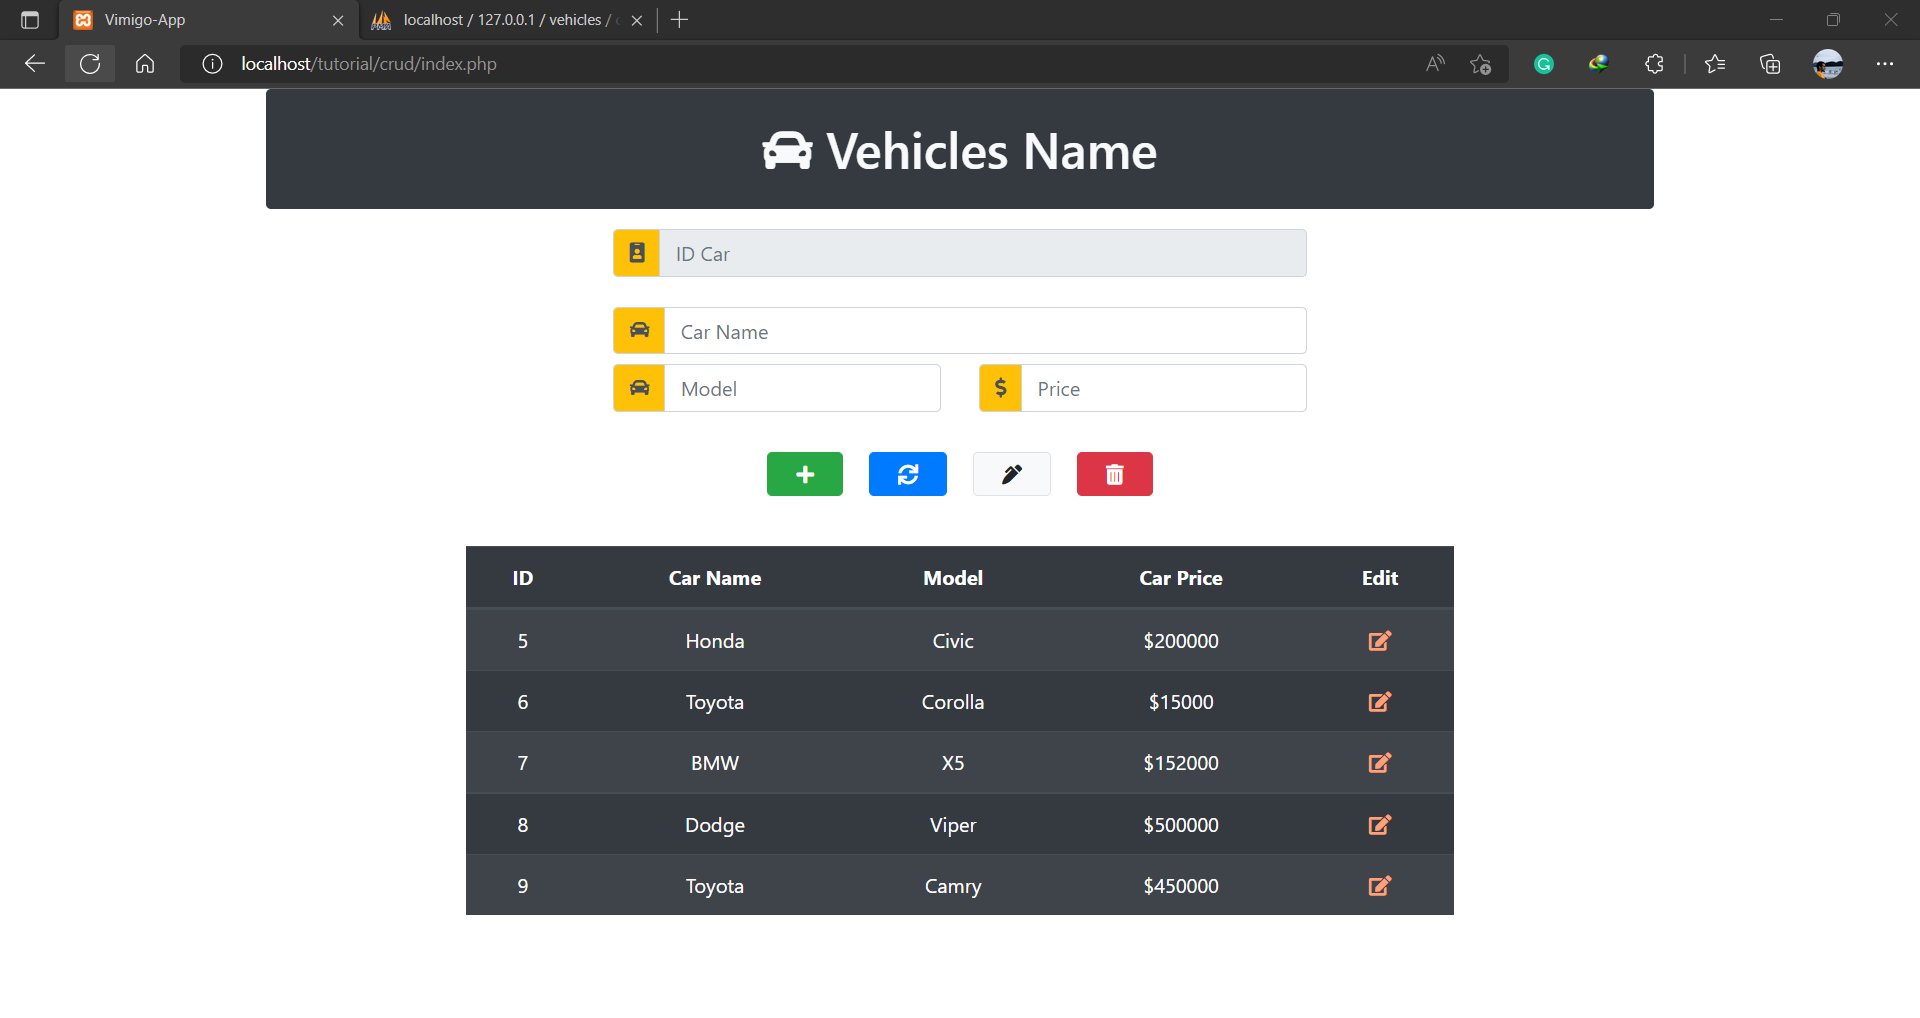 Vimigo-App
localhost / 127.0.0.1 / vehicles /
localhost/tutorial/crud/index.php
Vehicles Name
ID Car
Car Name
Model
$ Price
ID Car Name Model Car Price Edit
5 Honda Civic $200000
6 Toyota Corolla $15000
7 BMW X5 $152000
8 Dodge Viper $500000
9 Toyota Camry $450000